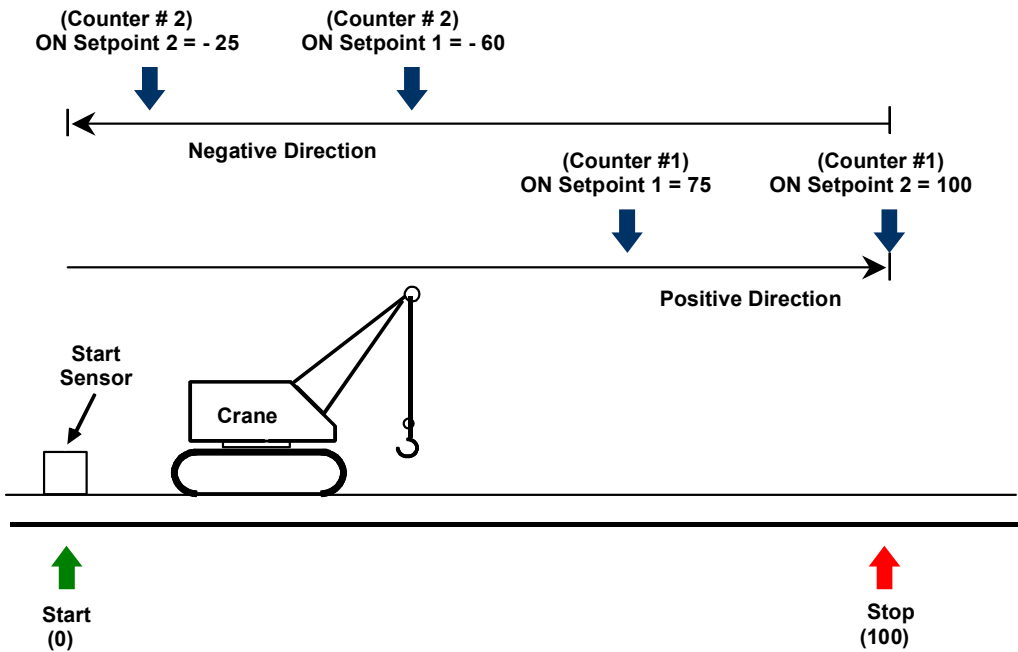 (Counter # 2)
ON Setpoint 2 = - 25
(Counter # 2)
ON Setpoint 1 = - 60
Negative Direction
(Counter #1)
ON Setpoint 1 = 75
(Counter #1)
ON Setpoint 2 = 100
Positive Direction
Start
Sensor
Crane
Start
(0)
Stop
(100)